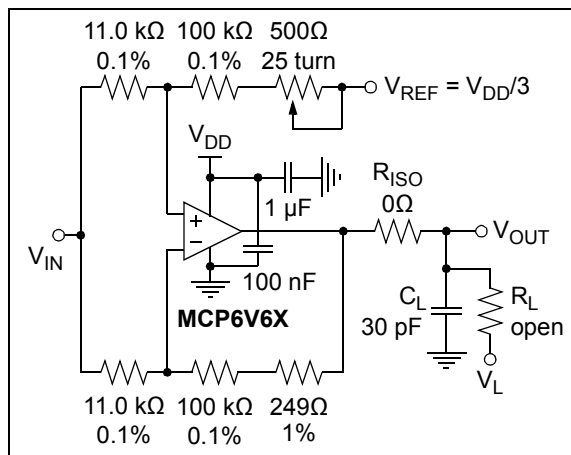 11.0 kΩ 100 kΩ 500Ω
0.1% 0.1% 25 turn
V_REF = V_DD/3
V_DD
1 µF
R_ISO
0Ω
V_IN
+
−
V_OUT
100 nF
MCP6V6X
C_L
30 pF
R_L
open
V_L
11.0 kΩ 100 kΩ 249Ω
0.1% 0.1% 1%